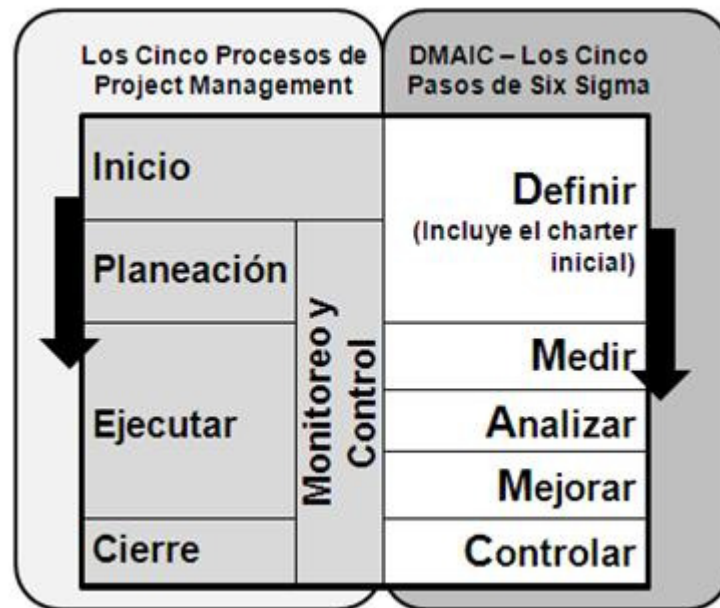 Los Cinco Procesos de
Project Management
DMAIC – Los Cinco
Pasos de Six Sigma
Inicio
Planeación
Ejecutar
Cierre
Monitoreo y
Control
Definir
(Incluye el charter
inicial)
Medir
Analizar
Mejorar
Controlar